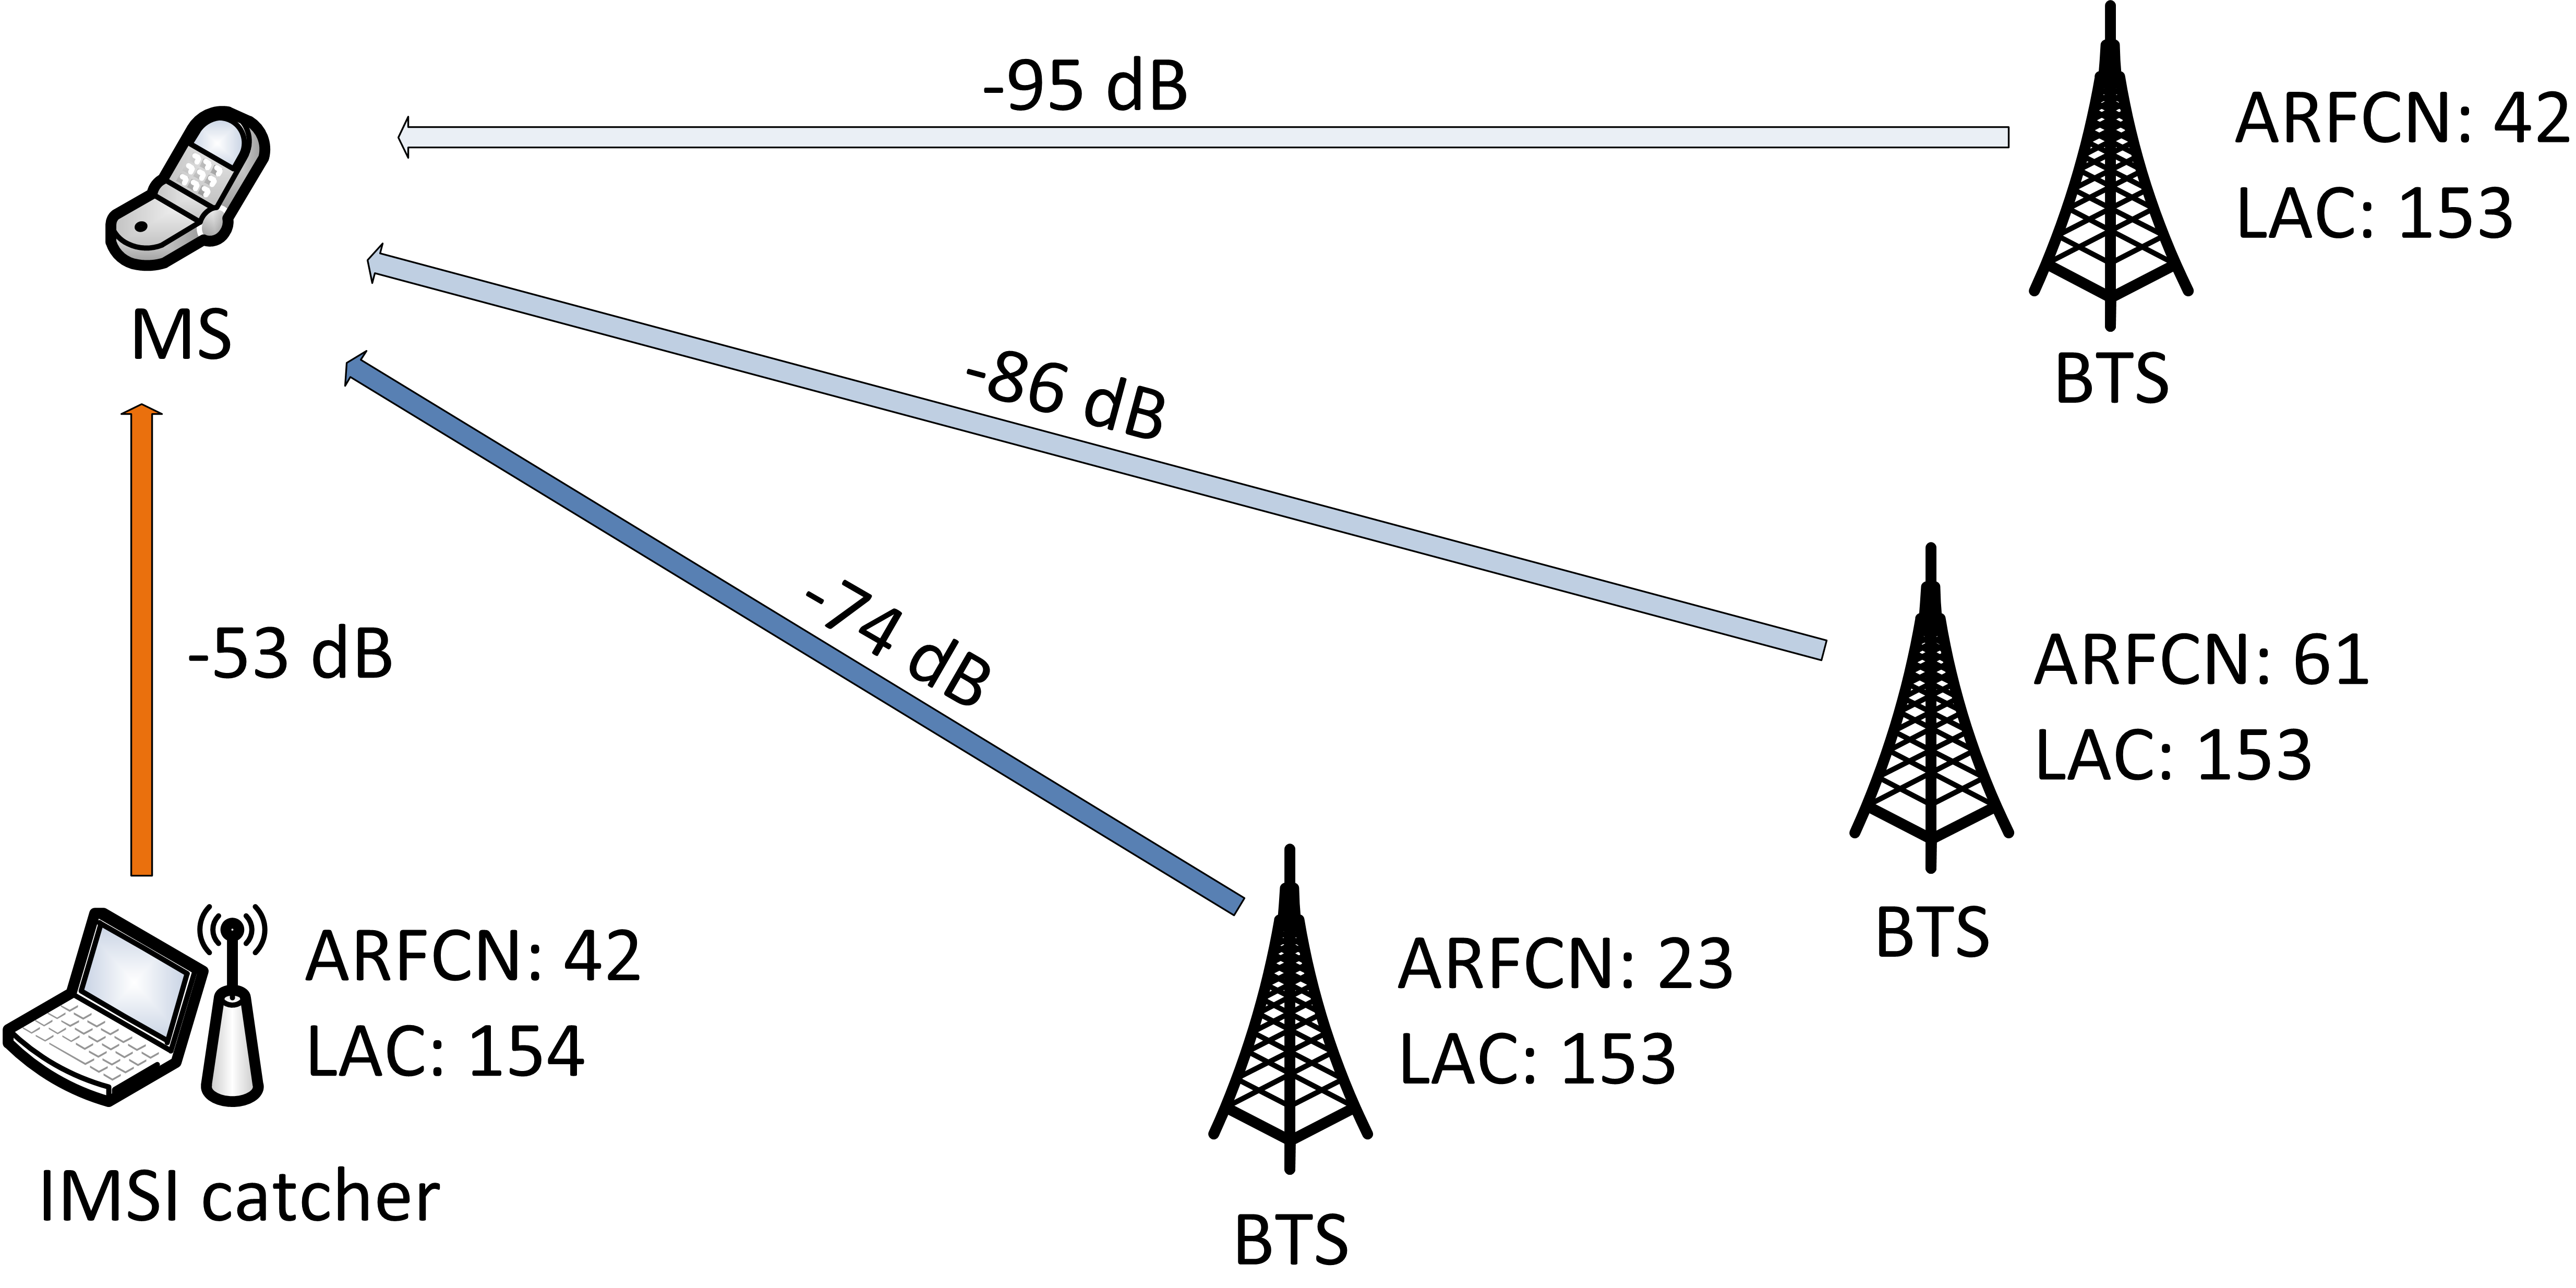 -95 dB
ARFCN: 42
LAC: 153
BTS
MS
-86 dB
-74 dB
-53 dB
ARFCN: 61
LAC: 153
BTS
ARFCN: 42
LAC: 154
IMSI catcher
ARFCN: 23
LAC: 153
BTS